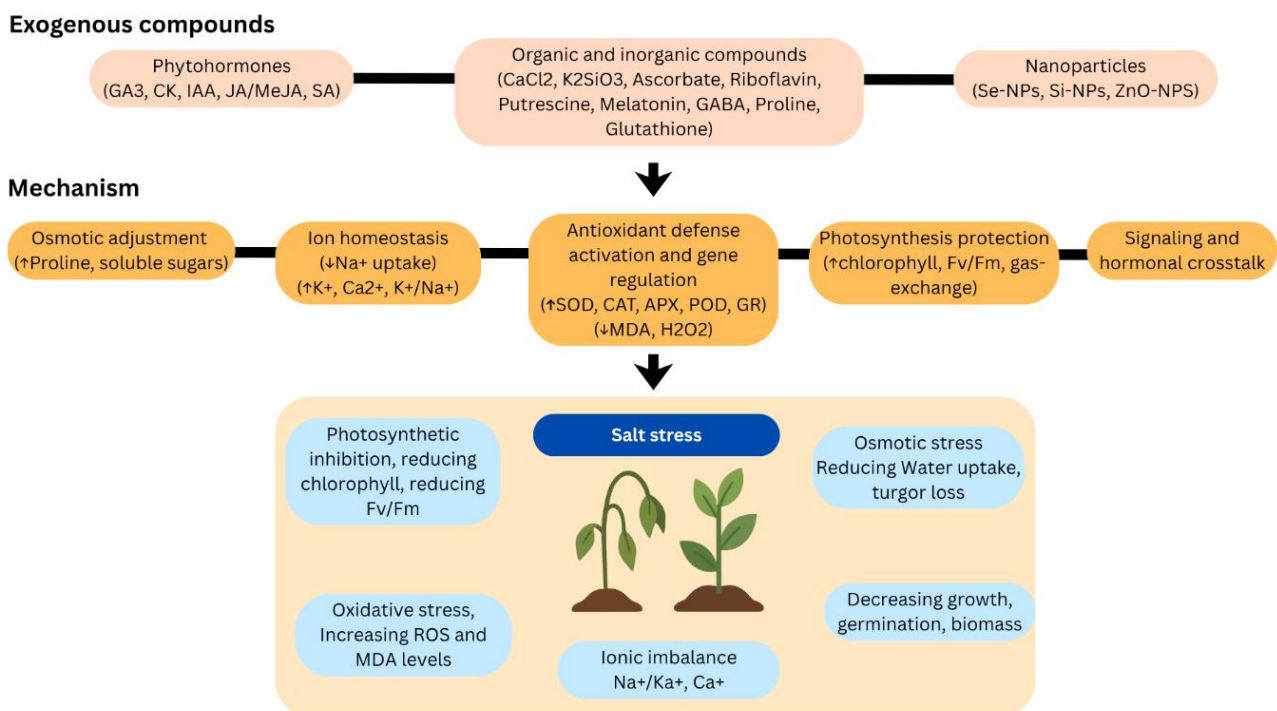 Exogenous compounds
Phytohormones
(GA3, CK, IAA, JA/MeJA, SA)
Organic and inorganic compounds
(CaCl2, K2SiO3, Ascorbate, Riboflavin,
Putrescine, Melatonin, GABA, Proline,
Glutathione)
Nanoparticles
(Se-NPs, Si-NPs, ZnO-NPS)
Mechanism
Osmotic adjustment
(↑Proline, soluble sugars)
Ion homeostasis
(↓Na+ uptake)
(↑K+, Ca2+, K+/Na+)
Antioxidant defense
activation and gene
regulation
(↑SOD, CAT, APX, POD, GR)
(↓MDA, H2O2)
Photosynthesis protection
(↑chlorophyll, Fv/Fm, gas-
exchange)
Signaling and
hormonal crosstalk
Salt stress
Photosynthetic
inhibition, reducing
chlorophyll, reducing
Fv/Fm
Osmotic stress
Reducing Water uptake,
turgor loss
Oxidative stress,
Increasing ROS and
MDA levels
Ionic imbalance
Na+/Ka+, Ca+
Decreasing growth,
germination, biomass